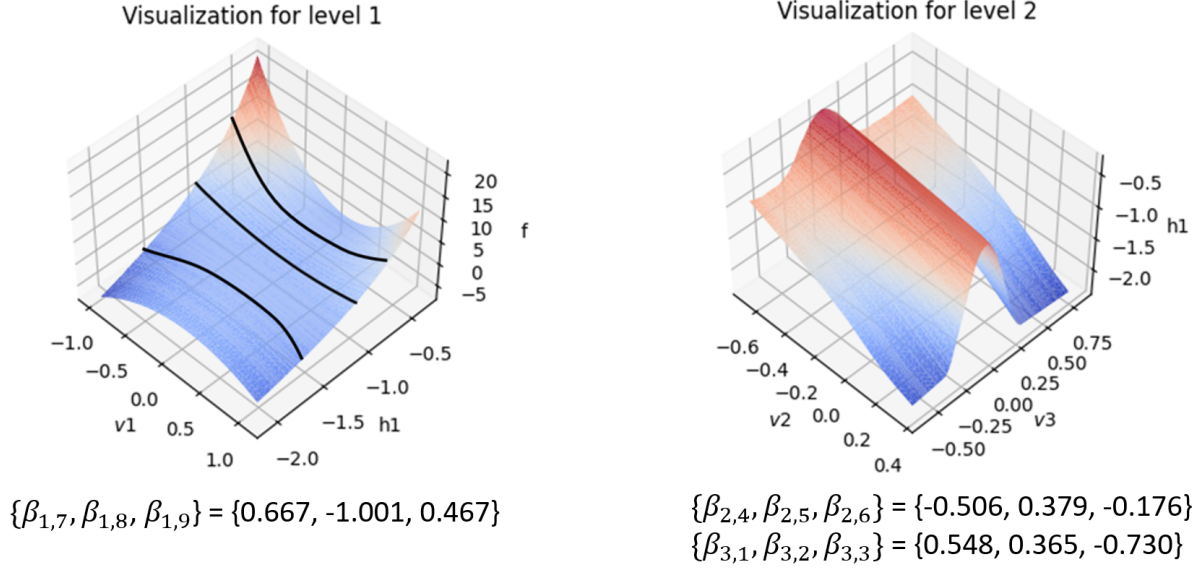 Visualization for level 1
20
15
10
5
0
−5
f
−1.0
−0.5
0.0
0.5
1.0
v1
−0.5
−1.0
−1.5
−2.0
h1
{β1,7, β1,8, β1,9} = {0.667, -1.001, 0.467}
Visualization for level 2
−0.5
−1.0
−1.5
−2.0
h1
−0.6
−0.4
−0.2
0.0
0.2
0.4
v2
0.75
0.50
0.25
0.00
−0.25
−0.50
v3
{β2,4, β2,5, β2,6} = {-0.506, 0.379, -0.176}
{β3,1, β3,2, β3,3} = {0.548, 0.365, -0.730}